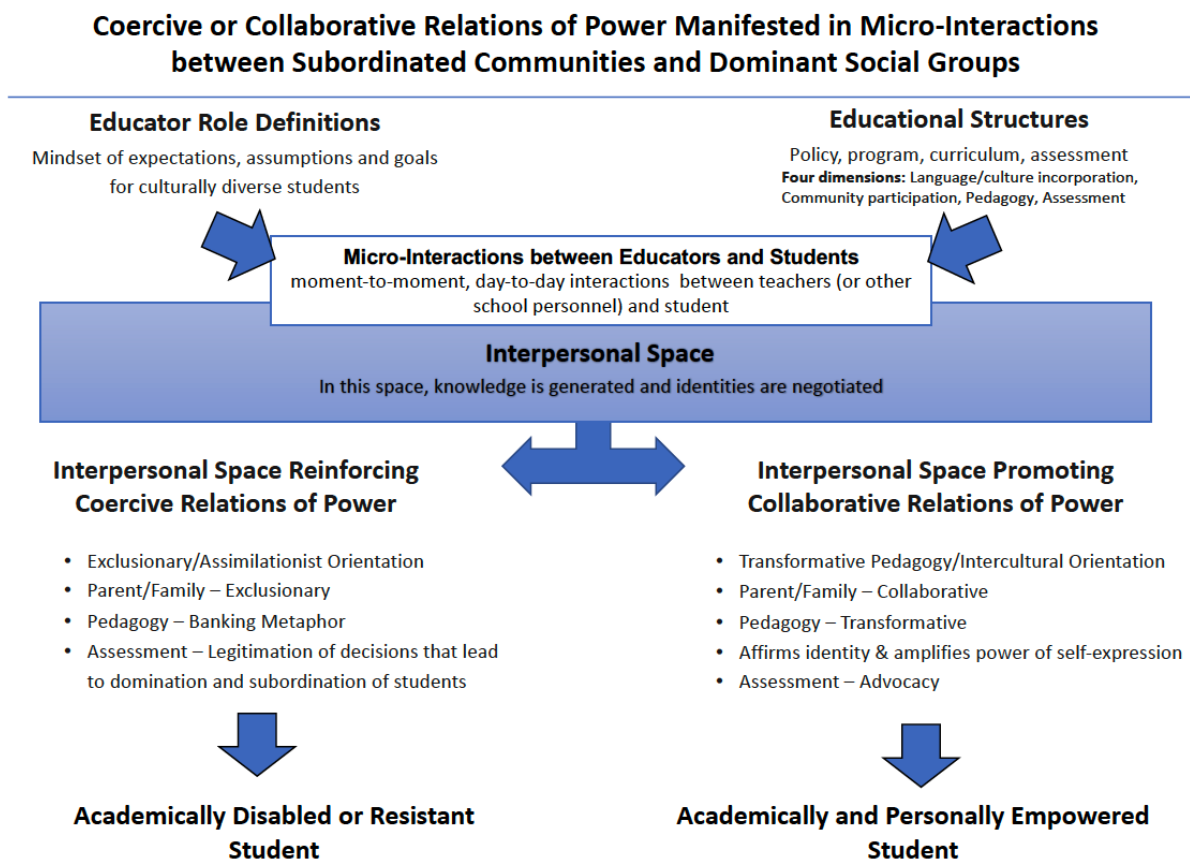 Coercive or Collaborative Relations of Power Manifested in Micro-Interactions
between Subordinated Communities and Dominant Social Groups
Educator Role Definitions
Mindset of expectations, assumptions and goals
for culturally diverse students
Educational Structures
Policy, program, curriculum, assessment
Four dimensions: Language/culture incorporation,
Community participation, Pedagogy, Assessment
Micro-Interactions between Educators and Students
moment-to-moment, day-to-day interactions between teachers (or other
school personnel) and student
Interpersonal Space
In this space, knowledge is generated and identities are negotiated
Interpersonal Space Reinforcing
Coercive Relations of Power
• Exclusionary/Assimilationist Orientation
• Parent/Family – Exclusionary
• Pedagogy – Banking Metaphor
• Assessment – Legitimation of decisions that lead
to domination and subordination of students
Academically Disabled or Resistant
Student
Interpersonal Space Promoting
Collaborative Relations of Power
• Transformative Pedagogy/Intercultural Orientation
• Parent/Family – Collaborative
• Pedagogy – Transformative
• Affirms identity & amplifies power of self-expression
• Assessment – Advocacy
Academically and Personally Empowered
Student